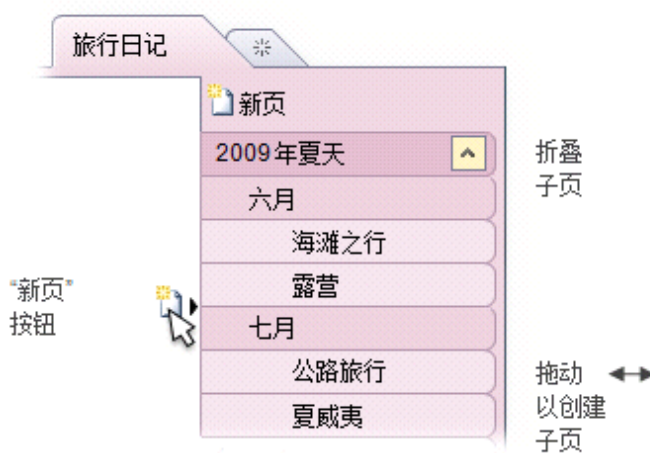 旅行日记
新页
2009年夏天
折叠
子页
六月
海滩之行
露营
“新页”
按钮
七月
公路旅行
拖动
以创建
子页
夏威夷